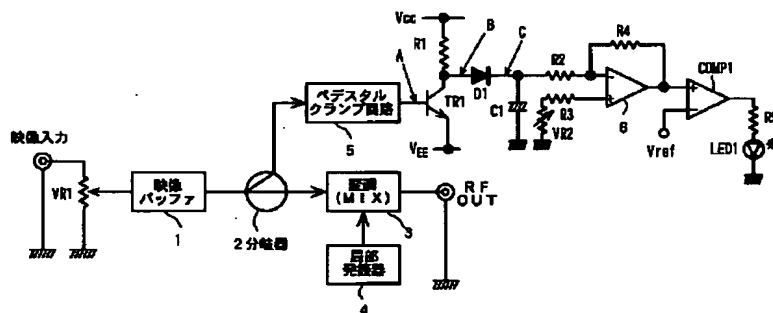 映像入力
VR1
映像
バッファ
1
2分岐器
ペデスタル
クランプ回路
5
A
Vcc
R1
B
TR1
VEE
D1
C
C1
R2
R4
R3
VR2
6
COMP1
Vref
R5
LED1
変調
(MIX)
3
RF
OUT
局部
発振器
4